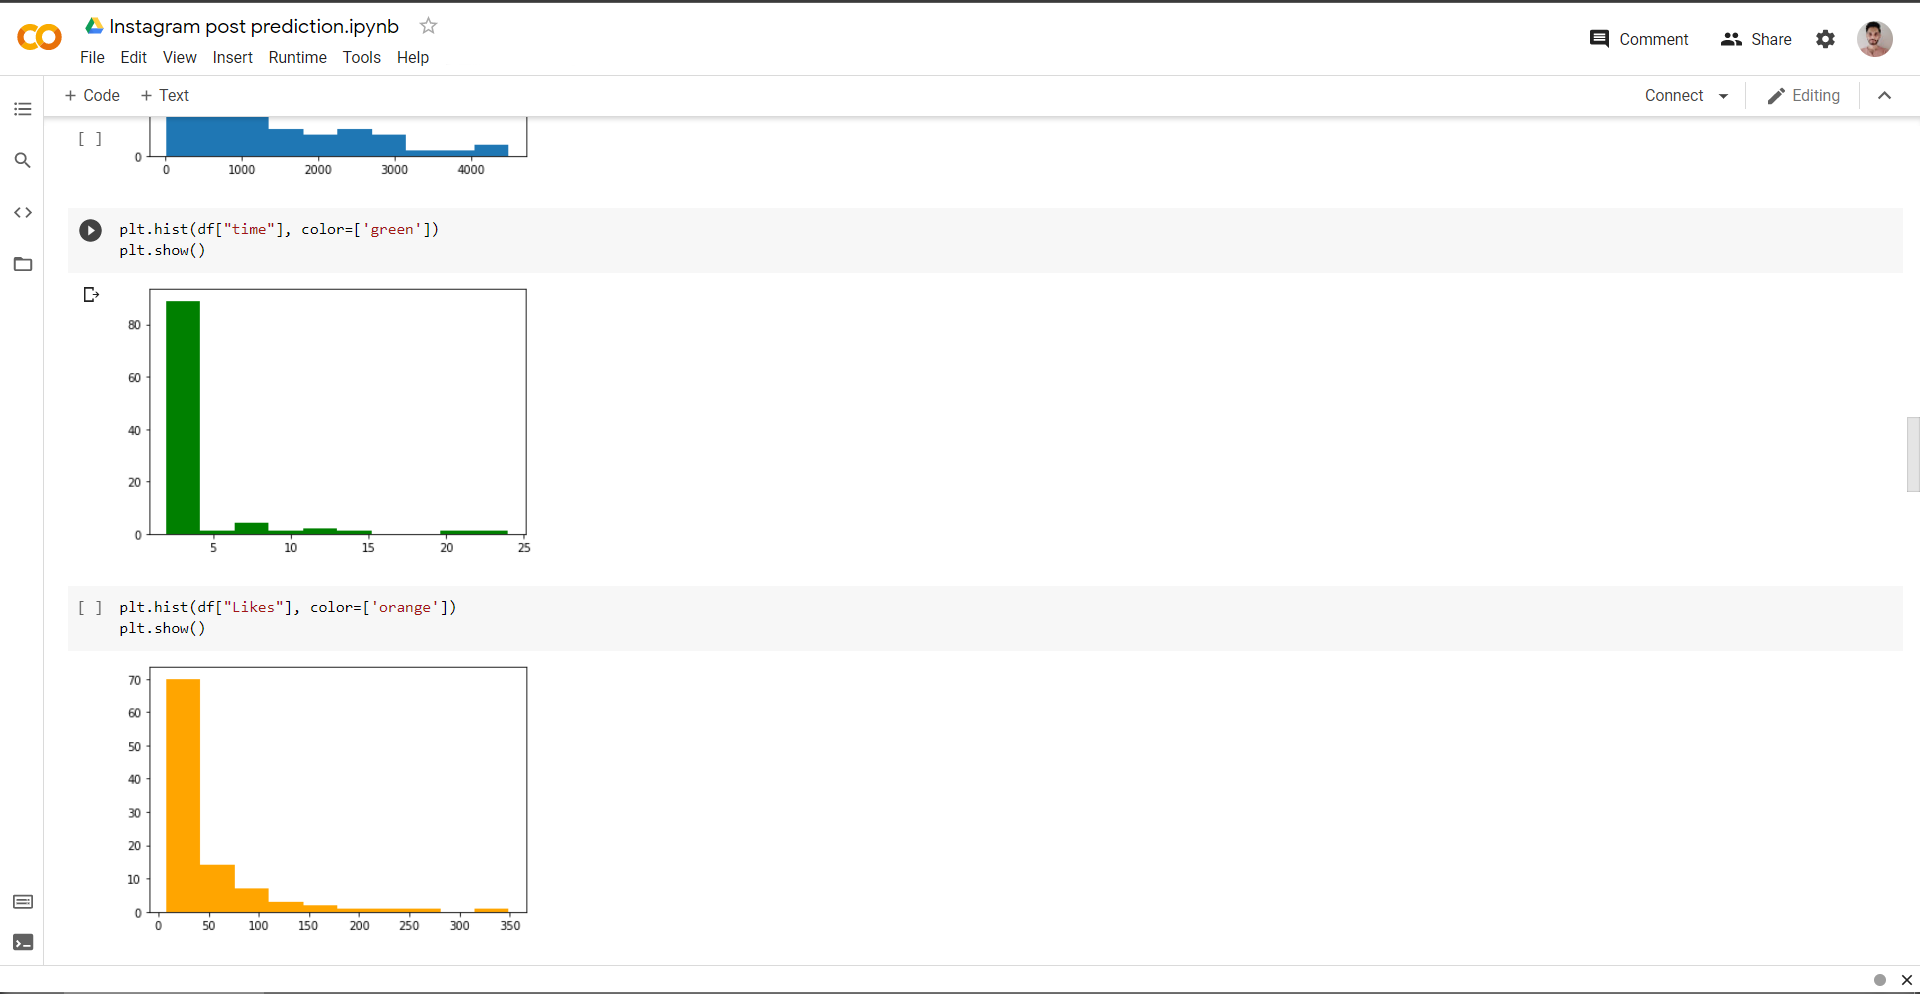 Instagram post prediction.ipynb
File Edit View Insert Runtime Tools Help
Comment Share
+ Code + Text
Connect Editing
[ ]
0
0 1000 2000 3000 4000
plt.hist(df["time"], color=['green'])
plt.show()
80
60
40
20
0
5 10 15 20 25
[ ] plt.hist(df["Likes"], color=['orange'])
plt.show()
70
60
50
40
30
20
10
0
0 50 100 150 200 250 300 350